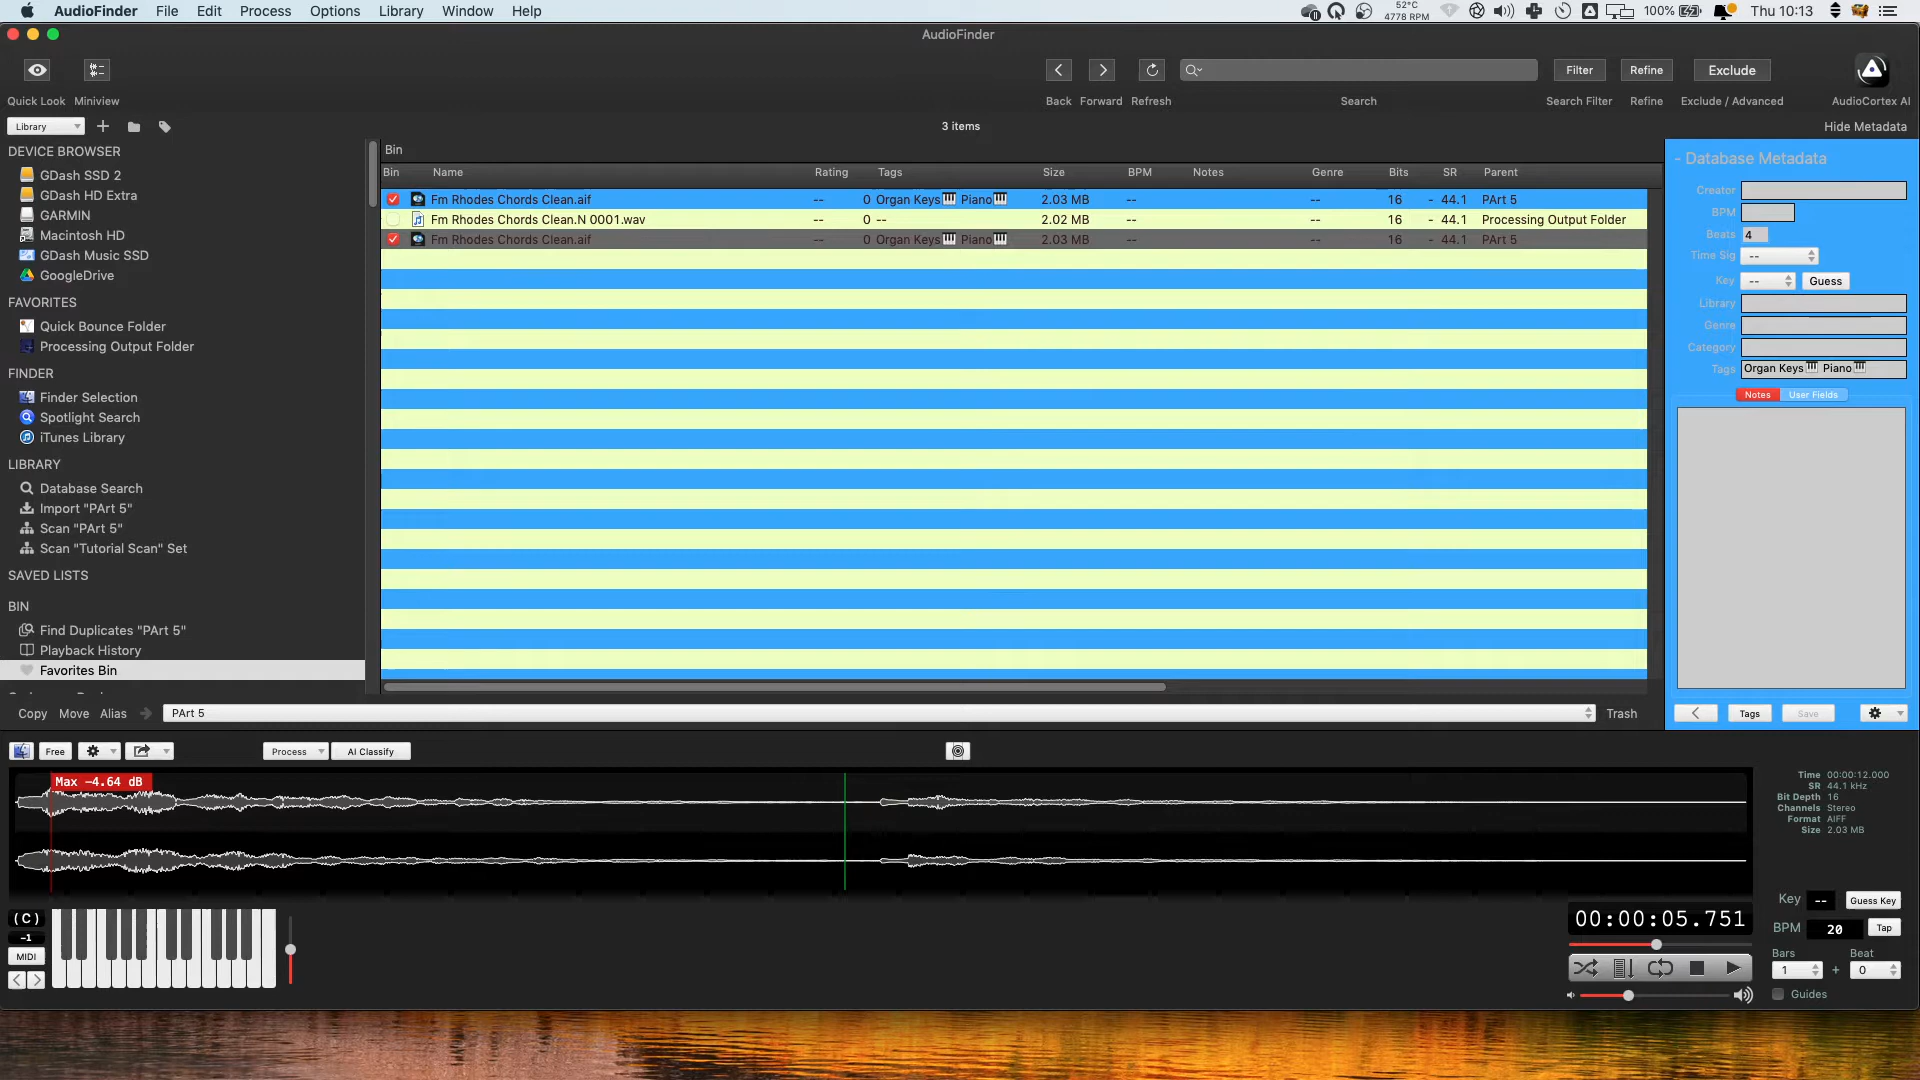 AudioFinder File Edit Process Options Library Window Help 52°C 4778 RPM 100% Thu 10:13
AudioFinder
Filter Refine Exclude
Quick Look Miniview Back Forward Refresh Search Search Filter Refine Exclude / Advanced AudioCortex AI
Library 3 items Hide Metadata
DEVICE BROWSER
GDash SSD 2
GDash HD Extra
GARMIN
Macintosh HD
GDash Music SSD
GoogleDrive
FAVORITES
Quick Bounce Folder
Processing Output Folder
FINDER
Finder Selection
Spotlight Search
iTunes Library
LIBRARY
Database Search
Import "PArt 5"
Scan "PArt 5"
Scan "Tutorial Scan" Set
SAVED LISTS
BIN
Find Duplicates "PArt 5"
Playback History
Favorites Bin
Bin
Bin Name Rating Tags Size BPM Notes Genre Bits SR Parent
Fm Rhodes Chords Clean.aif -- 0 Organ Keys🎹 Piano🎹 2.03 MB -- -- 16 - 44.1 PArt 5
Fm Rhodes Chords Clean.N 0001.wav -- 0 -- 2.02 MB -- -- 16 - 44.1 Processing Output Folder
Fm Rhodes Chords Clean.aif -- 0 Organ Keys🎹 Piano🎹 2.03 MB -- -- 16 - 44.1 PArt 5
- Database Metadata
Creator
BPM
Beats 4
Time Sig --
Key -- Guess
Library
Genre
Category
Tags Organ Keys🎹 Piano🎹
Notes User Fields
Tags Save
Copy Move Alias PArt 5 Trash
Free Process AI Classify
Max -4.64 dB
Time 00:00:12.000
SR 44.1 kHz
Bit Depth 16
Channels Stereo
Format AIFF
Size 2.03 MB
(C)
-1
MIDI
00:00:05.751
Key -- Guess Key
BPM 20 Tap
Bars Beat
1 + 0
Guides